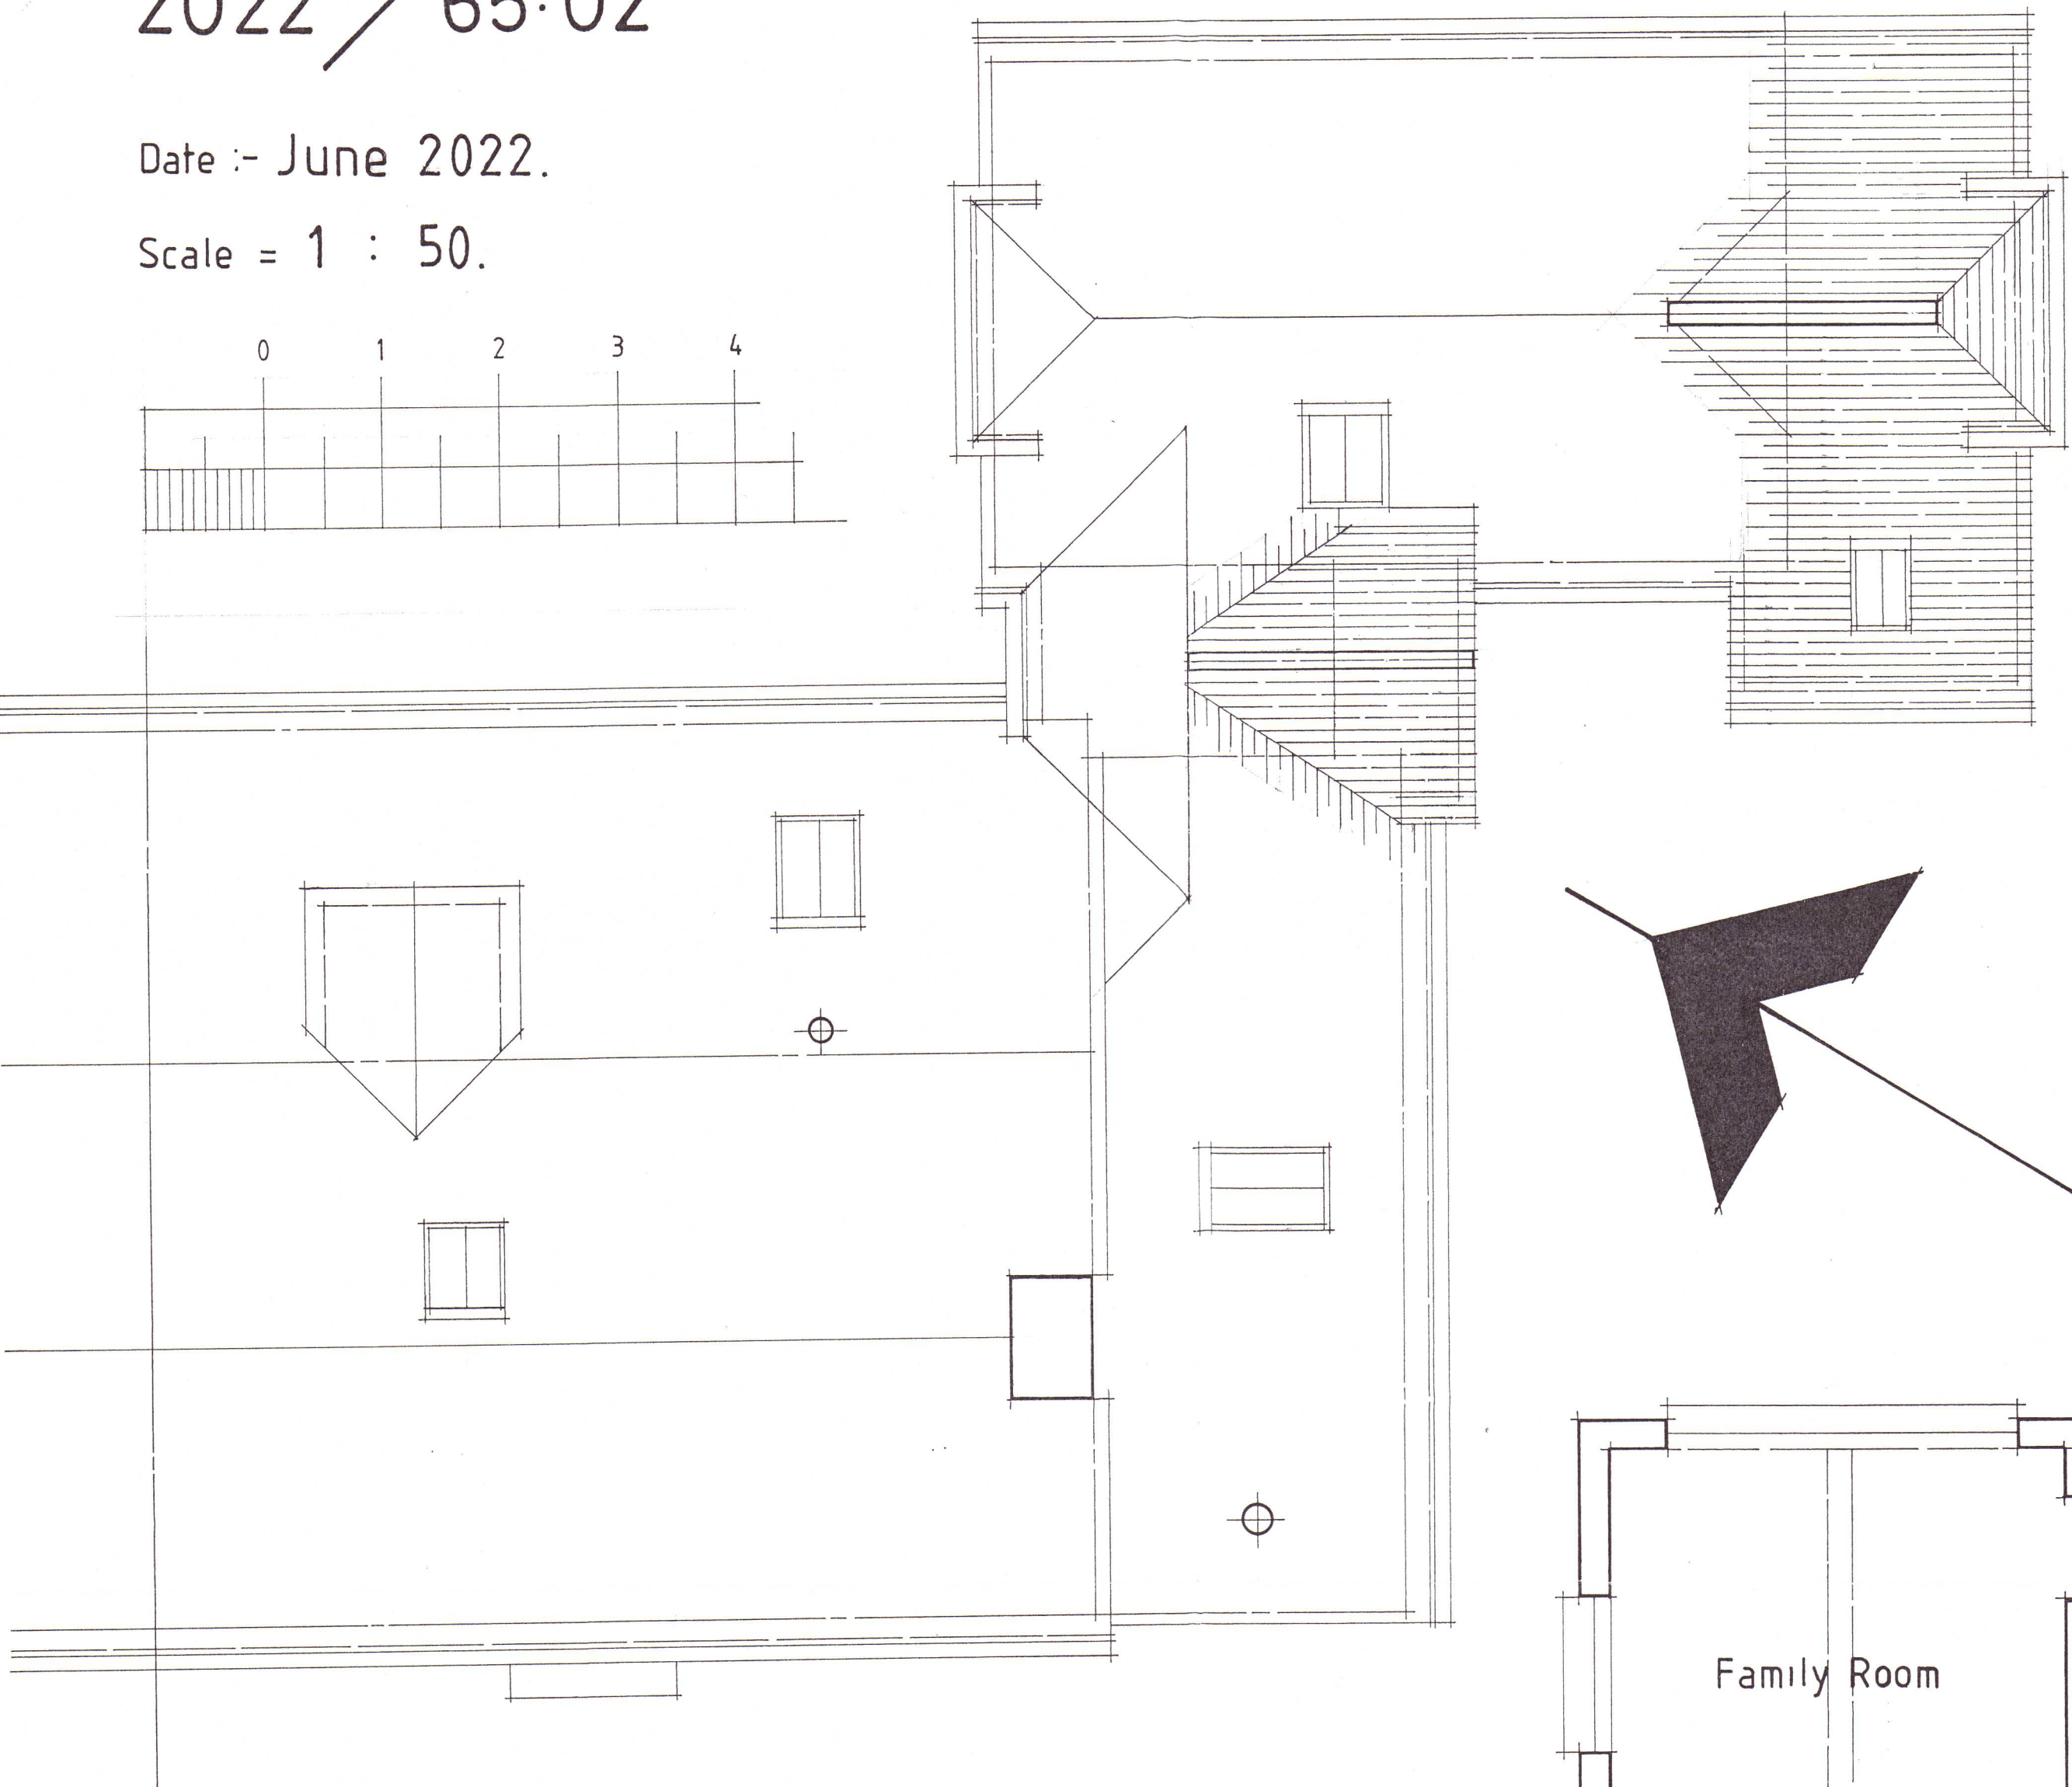 2022 / 65:02
Date :- June 2022.
Scale = 1 : 50.
0 1 2 3 4
Family Room